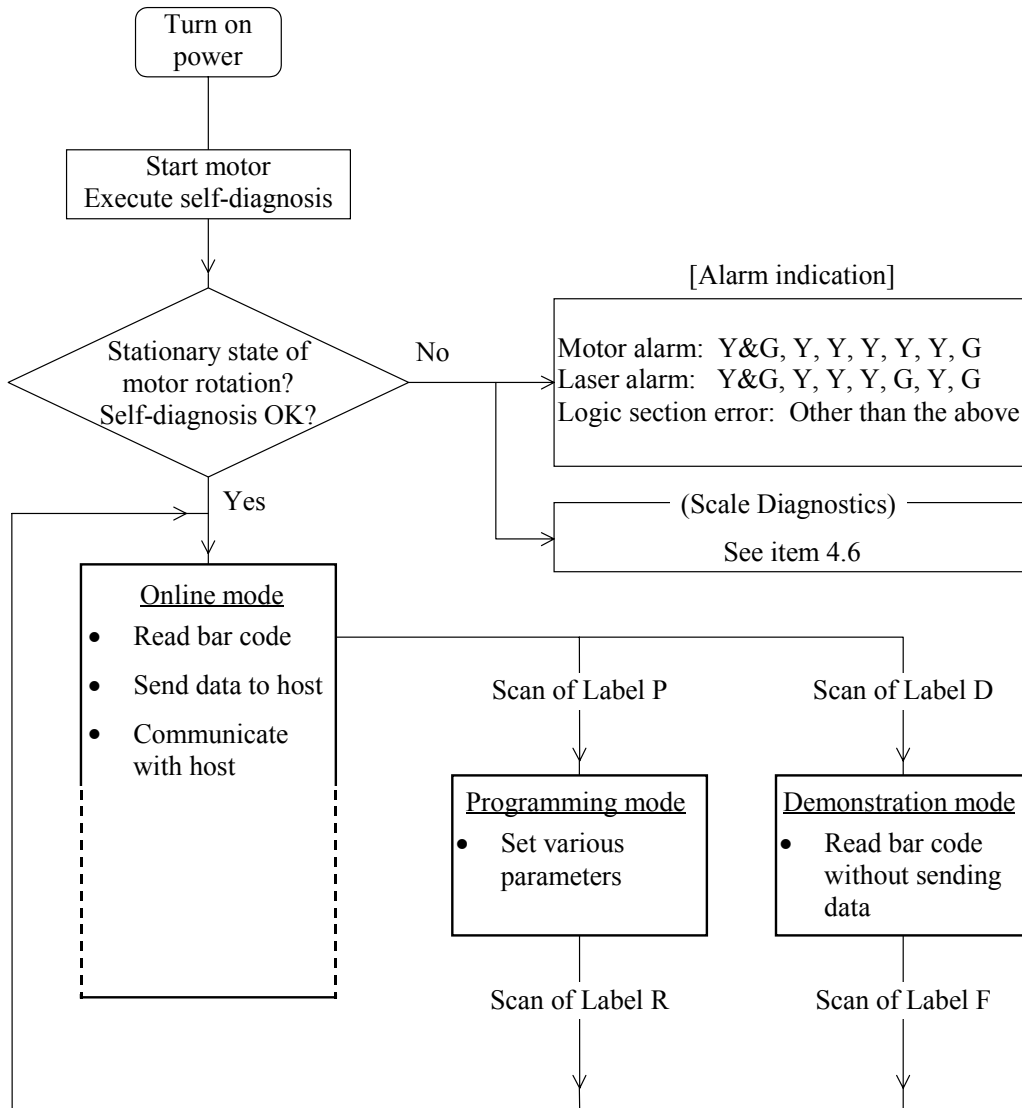 Turn on
power
Start motor
Execute self-diagnosis
Stationary state of
motor rotation?
Self-diagnosis OK?
No
Yes
[Alarm indication]
Motor alarm: Y&G, Y, Y, Y, Y, Y, G
Laser alarm: Y&G, Y, Y, Y, G, Y, G
Logic section error: Other than the above
(Scale Diagnostics)
See item 4.6
Online mode
• Read bar code
• Send data to host
• Communicate
with host
Scan of Label P
Programming mode
• Set various
parameters
Scan of Label R
Scan of Label D
Demonstration mode
• Read bar code
without sending
data
Scan of Label F